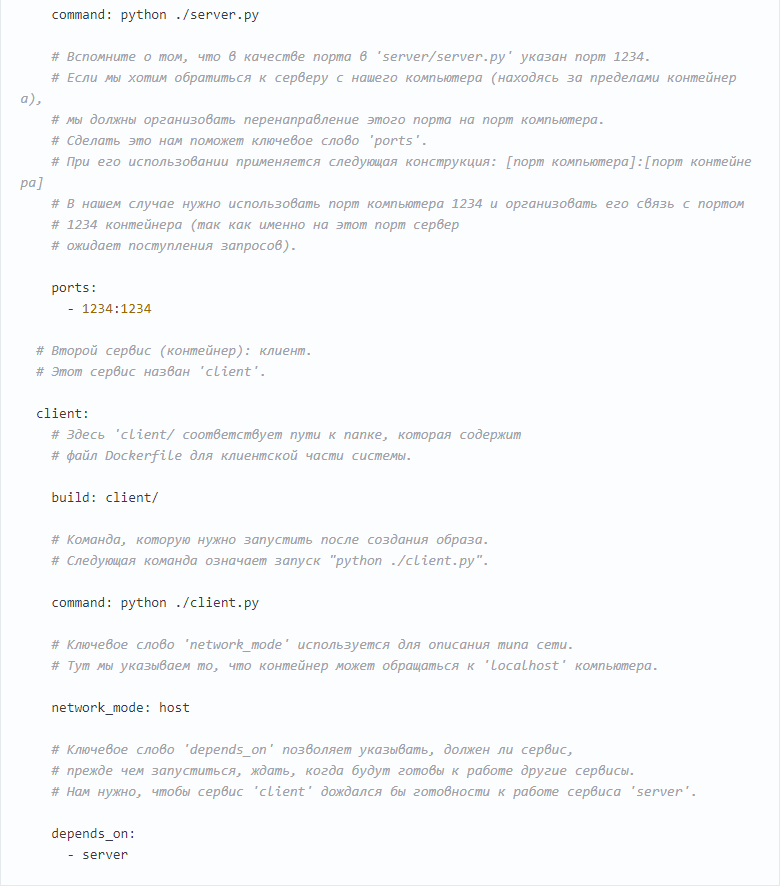 command: python ./server.py
# Вспомните о том, что в качестве порта в 'server/server.py' указан порт 1234.
# Если мы хотим обратиться к серверу с нашего компьютера (находясь за пределами контейнер
а),
# мы должны организовать перенаправление этого порта на порт компьютера.
# Сделать это нам поможет ключевое слово 'ports'.
# При его использовании применяется следующая конструкция: [порт компьютера]:[порт контейне
ра]
# В нашем случае нужно использовать порт компьютера 1234 и организовать его связь с портом
# 1234 контейнера (так как именно на этот порт сервер
# ожидает поступления запросов).
ports:
- 1234:1234
# Второй сервис (контейнер): клиент.
# Этот сервис назван 'client'.
client:
# Здесь 'client/ соответствует пути к папке, которая содержит
# файл Dockerfile для клиентской части системы.
build: client/
# Команда, которую нужно запустить после создания образа.
# Следующая команда означает запуск "python ./client.py".
command: python ./client.py
# Ключевое слово 'network_mode' используется для описания типа сети.
# Тут мы указываем то, что контейнер может обращаться к 'localhost' компьютера.
network_mode: host
# Ключевое слово 'depends_on' позволяет указывать, должен ли сервис,
# прежде чем запуститься, ждать, когда будут готовы к работе другие сервисы.
# Нам нужно, чтобы сервис 'client' дождался бы готовности к работе сервиса 'server'.
depends_on:
- server